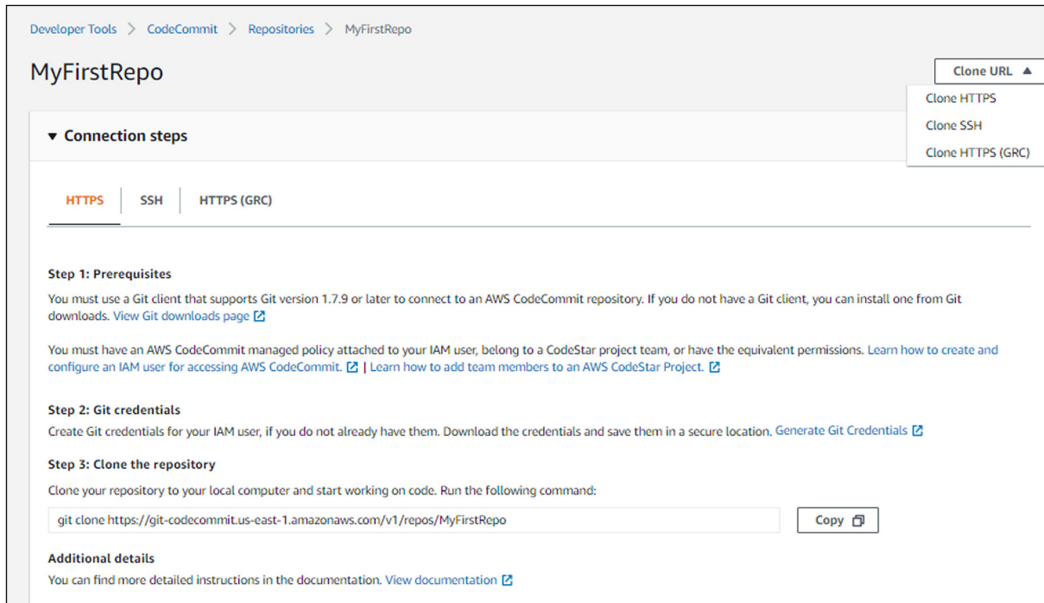 Developer Tools > CodeCommit > Repositories > MyFirstRepo
MyFirstRepo
Clone URL
Clone HTTPS
Clone SSH
Clone HTTPS (GRC)
Connection steps
HTTPS SSH HTTPS (GRC)
Step 1: Prerequisites
You must use a Git client that supports Git version 1.7.9 or later to connect to an AWS CodeCommit repository. If you do not have a Git client, you can install one from Git
downloads. View Git downloads page
You must have an AWS CodeCommit managed policy attached to your IAM user, belong to a CodeStar project team, or have the equivalent permissions. Learn how to create and
configure an IAM user for accessing AWS CodeCommit. | Learn how to add team members to an AWS CodeStar Project.
Step 2: Git credentials
Create Git credentials for your IAM user, if you do not already have them. Download the credentials and save them in a secure location. Generate Git Credentials
Step 3: Clone the repository
Clone your repository to your local computer and start working on code. Run the following command:
git clone https://git-codecommit.us-east-1.amazonaws.com/v1/repos/MyFirstRepo
Copy
Additional details
You can find more detailed instructions in the documentation. View documentation